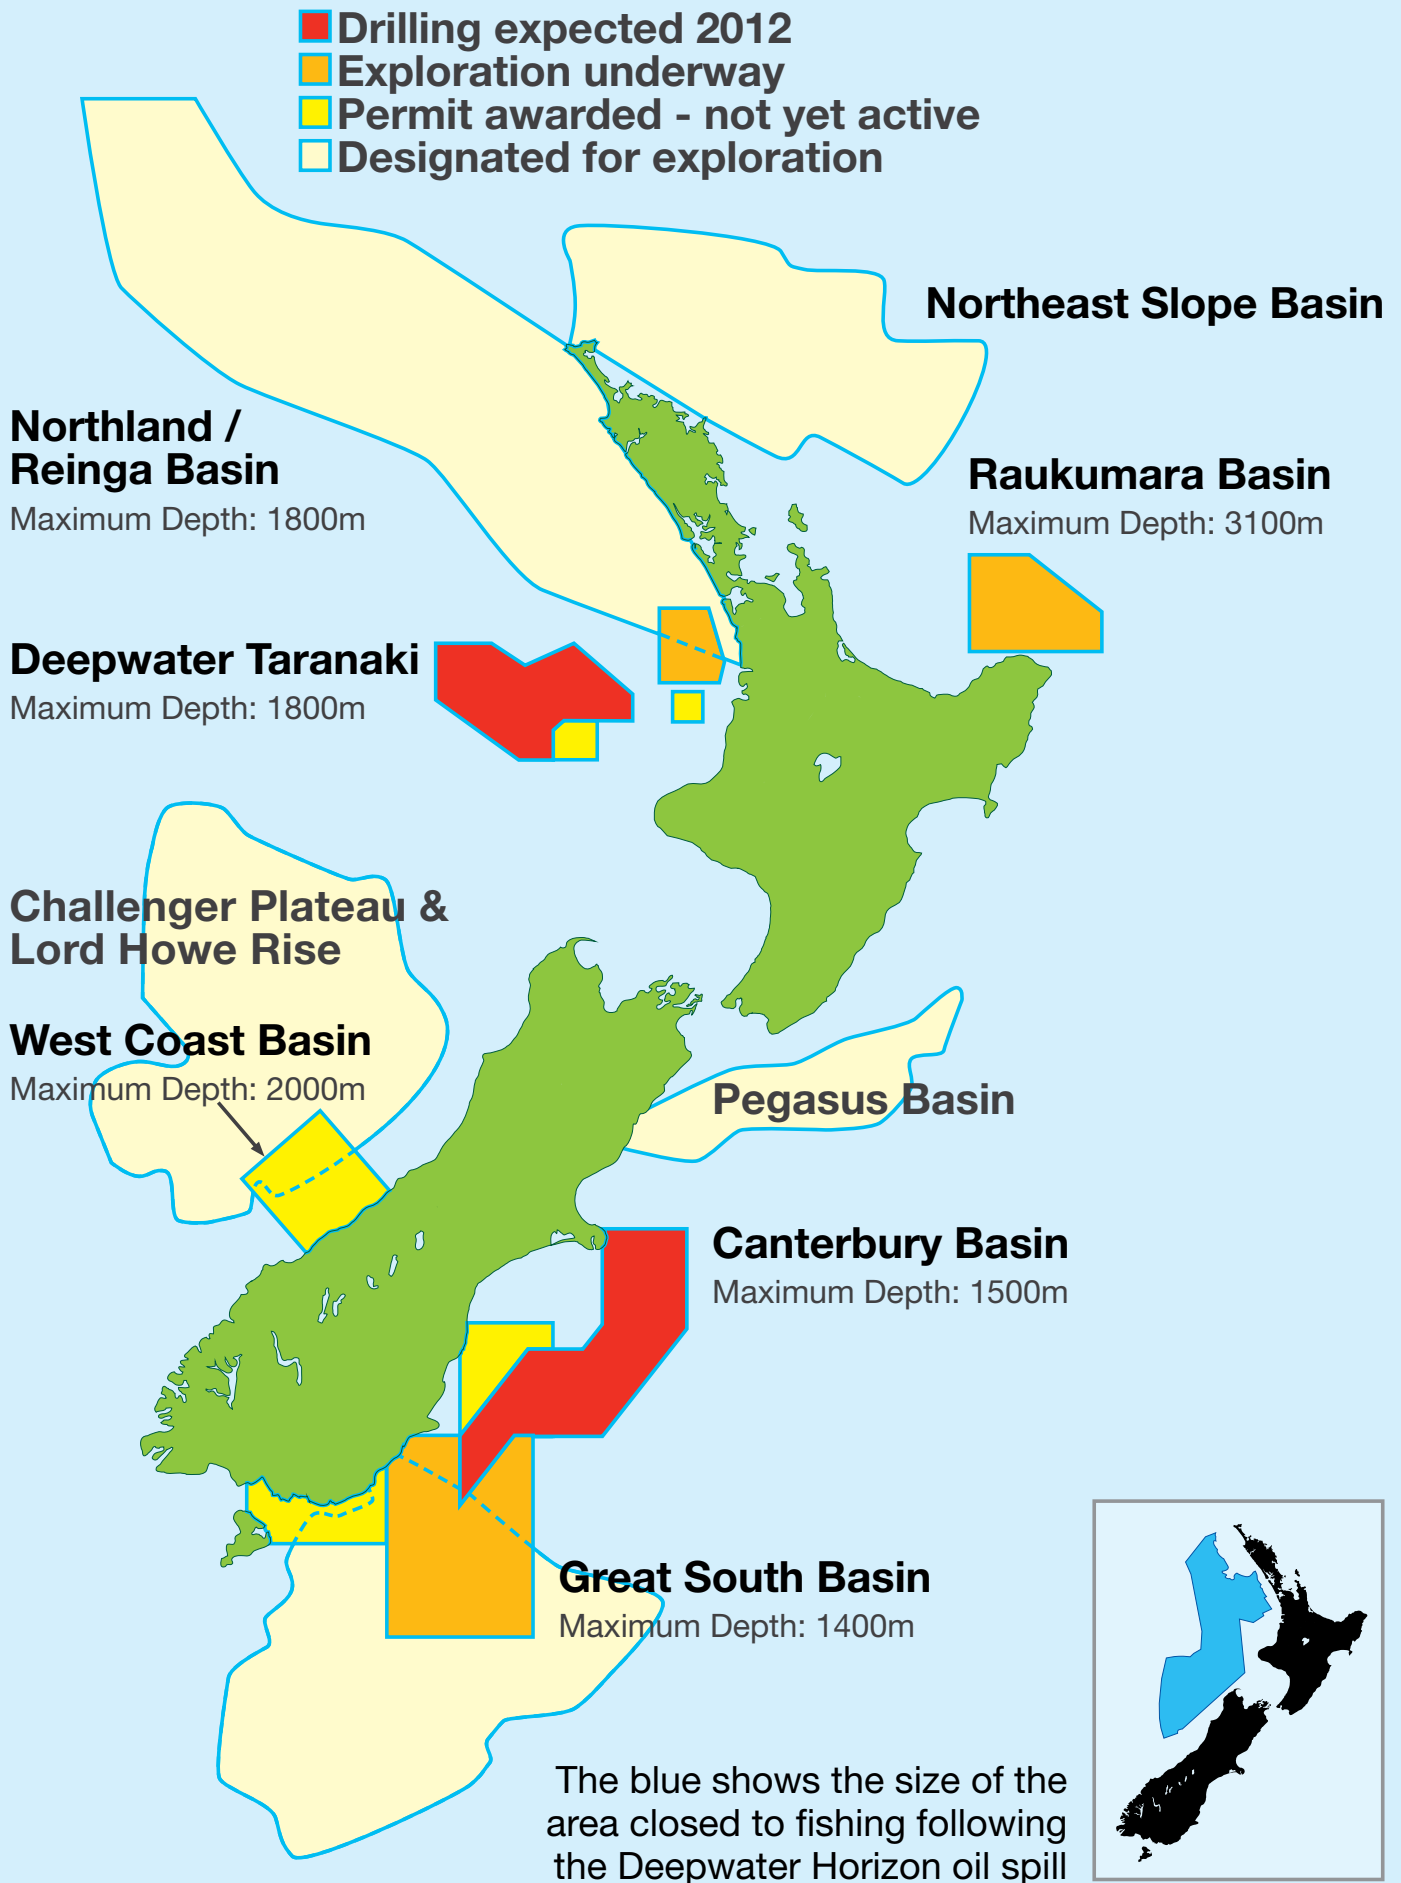 Drilling expected 2012
Exploration underway
Permit awarded - not yet active
Designated for exploration
Northeast Slope Basin
Northland /
Reinga Basin
Maximum Depth: 1800m
Raukumara Basin
Maximum Depth: 3100m
Deepwater Taranaki
Maximum Depth: 1800m
Challenger Plateau &
Lord Howe Rise
West Coast Basin
Maximum Depth: 2000m
Pegasus Basin
Canterbury Basin
Maximum Depth: 1500m
Great South Basin
Maximum Depth: 1400m
The blue shows the size of the
area closed to fishing following
the Deepwater Horizon oil spill